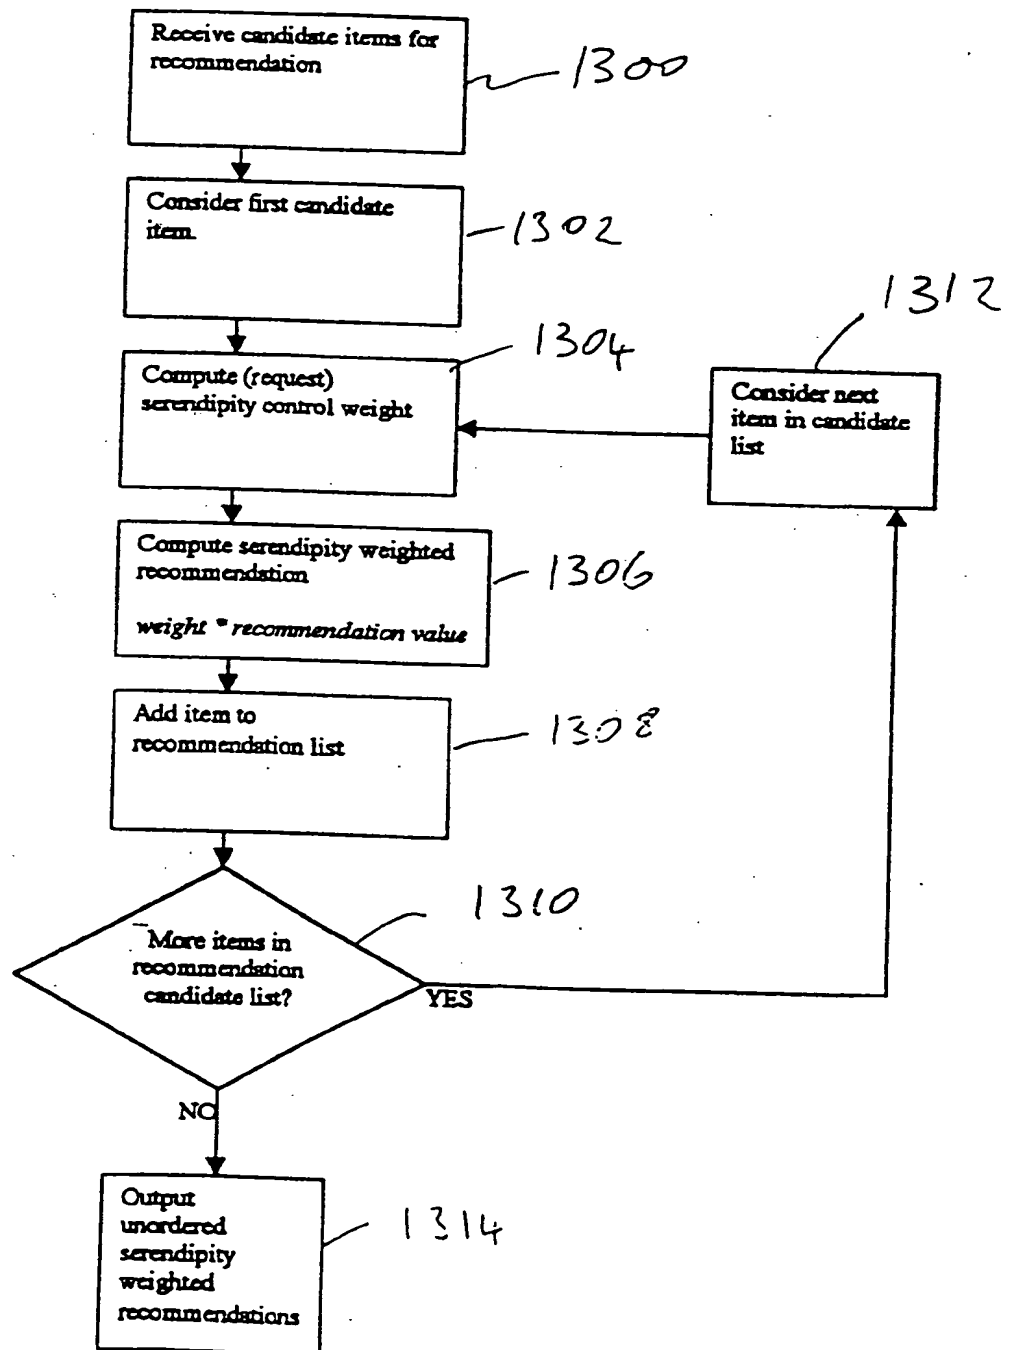 Receive candidate items for
recommendation
1300
Consider first candidate
item.
1302
1312
1304
Compute (request)
serendipity control weight
Consider next
item in candidate
list
Compute serendipity weighted
recommendation
weight * recommendation value
1306
Add item to
recommendation list
1308
1310
More items in
recommendation
candidate list?
YES
NO
Output
unordered
serendipity
weighted
recommendations
1314